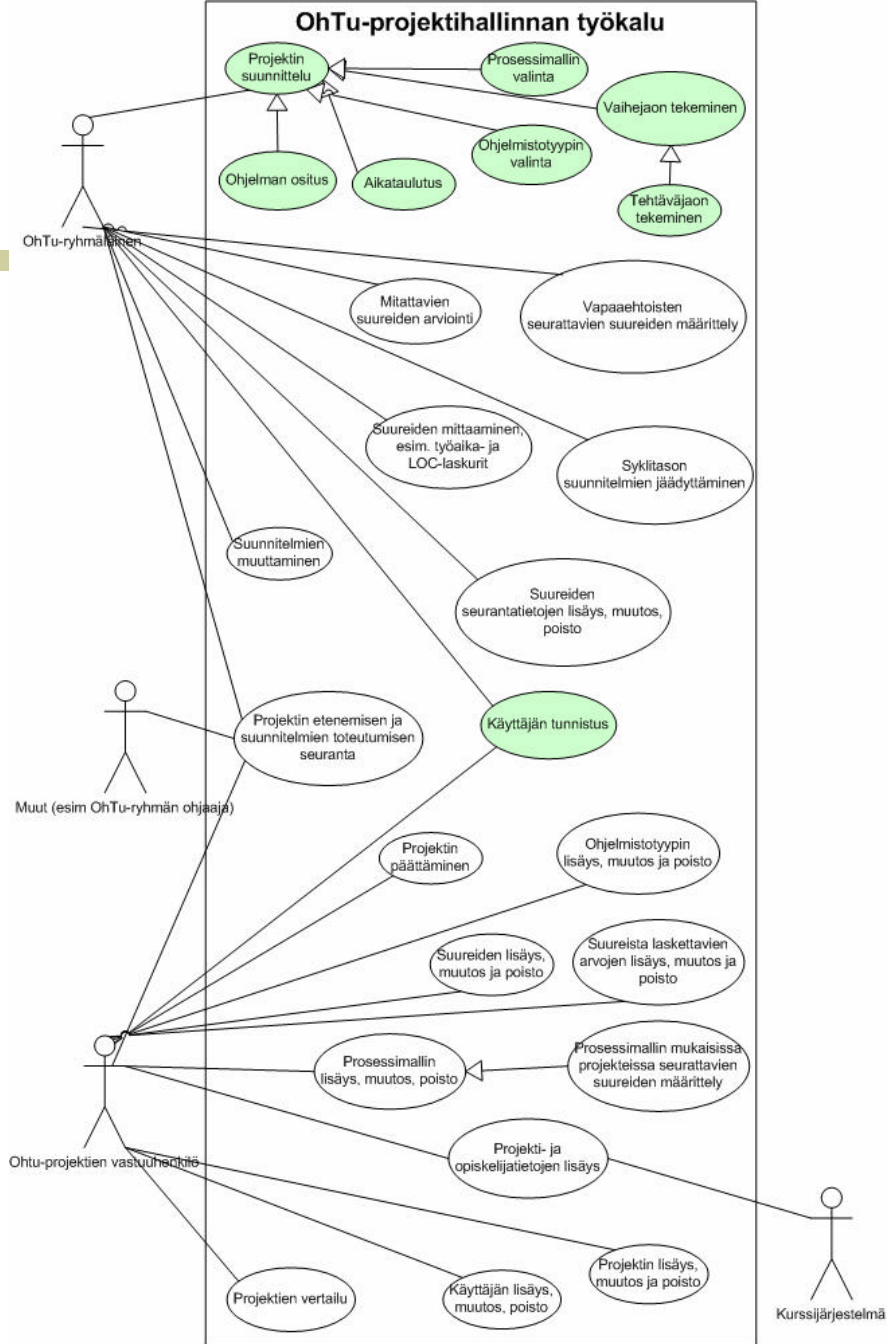 OhTu-projektihallinnan työkalu
Projektin
suunnittelu
Prosessimallin
valinta
Vaihejaon tekeminen
Ohjelmistotyypin
valinta
Ohjelman ositus
Aikataulutus
Tehtäväjaon
tekeminen
OhTu-ryhmäläinen
Mitattavien
suureiden arviointi
Vapaaehtoisten
seurattavien suureiden määrittely
Suureiden mittaaminen,
esim. työaika- ja
LOC-laskurit
Syklitason
suunnitelmien jäädyttäminen
Suunnitelmien
muuttaminen
Suureiden
seurantatietojen lisäys, muutos,
poisto
Projektin etenemisen ja
suunnitelmien toteutumisen
seuranta
Käyttäjän tunnistus
Muut (esim OhTu-ryhmän ohjaaja)
Projektin
päättäminen
Ohjelmistotyypin
lisäys, muutos ja poisto
Suureiden lisäys,
muutos ja poisto
Suureista laskettavien
arvojen lisäys, muutos ja
poisto
Prosessimallin
lisäys, muutos, poisto
Prosessimallin mukaisissa
projekteissa seurattavien
suureiden määrittely
Ohtu-projektien vastuuhenkilö
Projekti- ja
opiskelijatietojen lisäys
Projektien vertailu
Käyttäjän lisäys,
muutos, poisto
Projektin lisäys,
muutos ja poisto
Kurssijärjestelmä